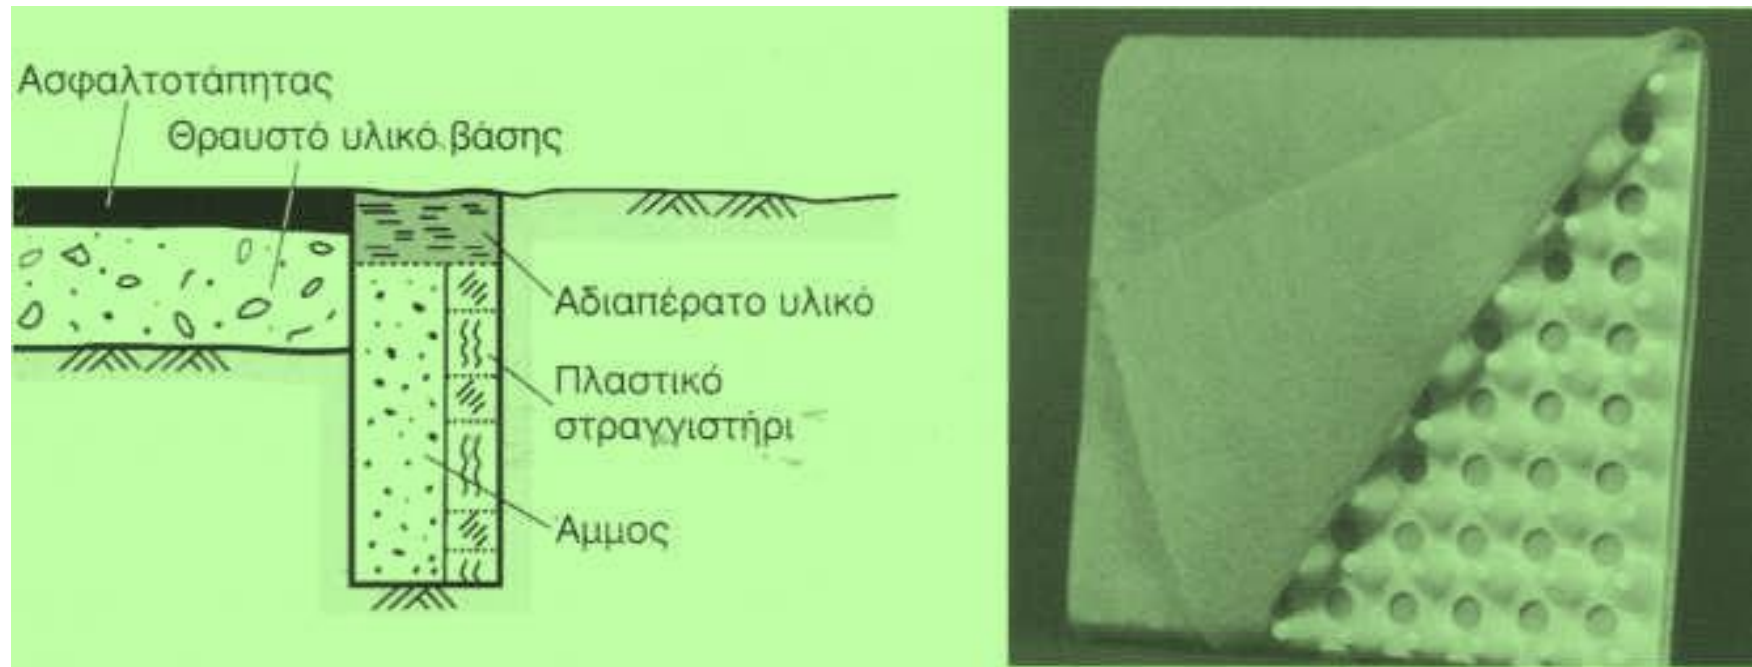 Ασφαλτοτάπητας
Θραυστό υλικό βάσης
Αδιαπέρατο υλικό
Πλαστικό
στραγγιστήρι
Αμμος